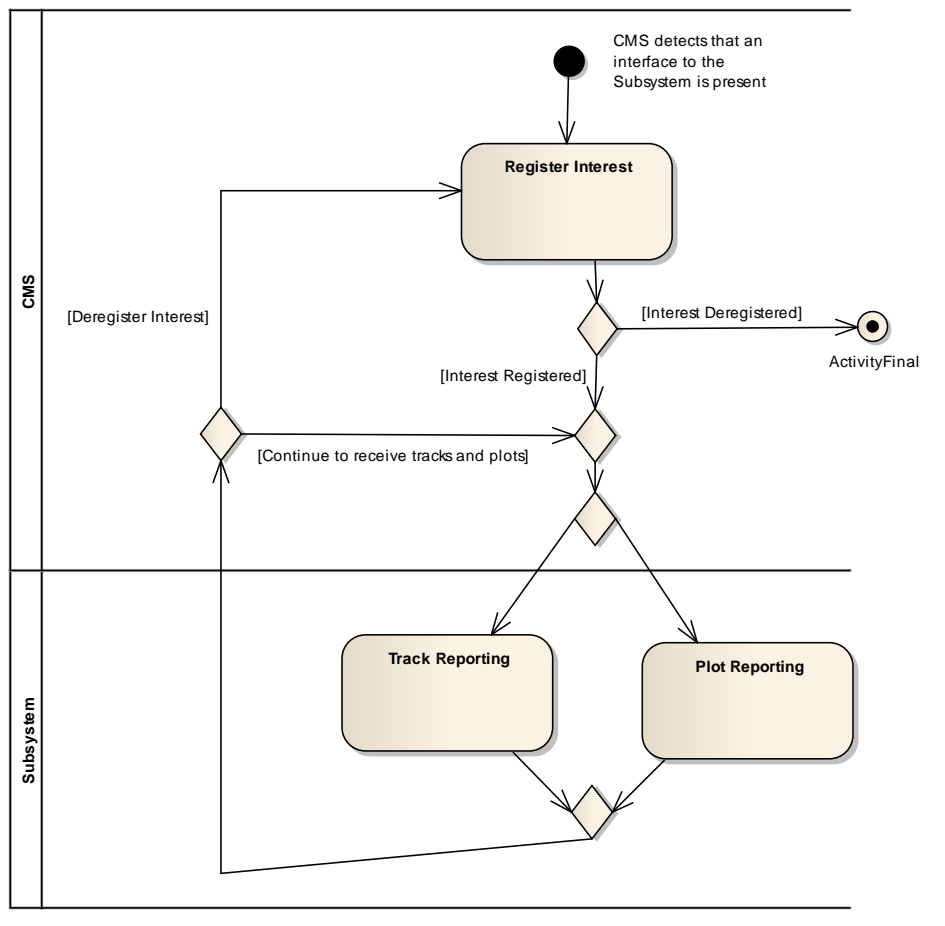 CMS detects that an
interface to the
Subsystem is present
Register Interest
CMS
[Deregister Interest]
[Interest Deregistered]
ActivityFinal
[Interest Registered]
[Continue to receive tracks and plots]
Subsystem
Track Reporting
Plot Reporting